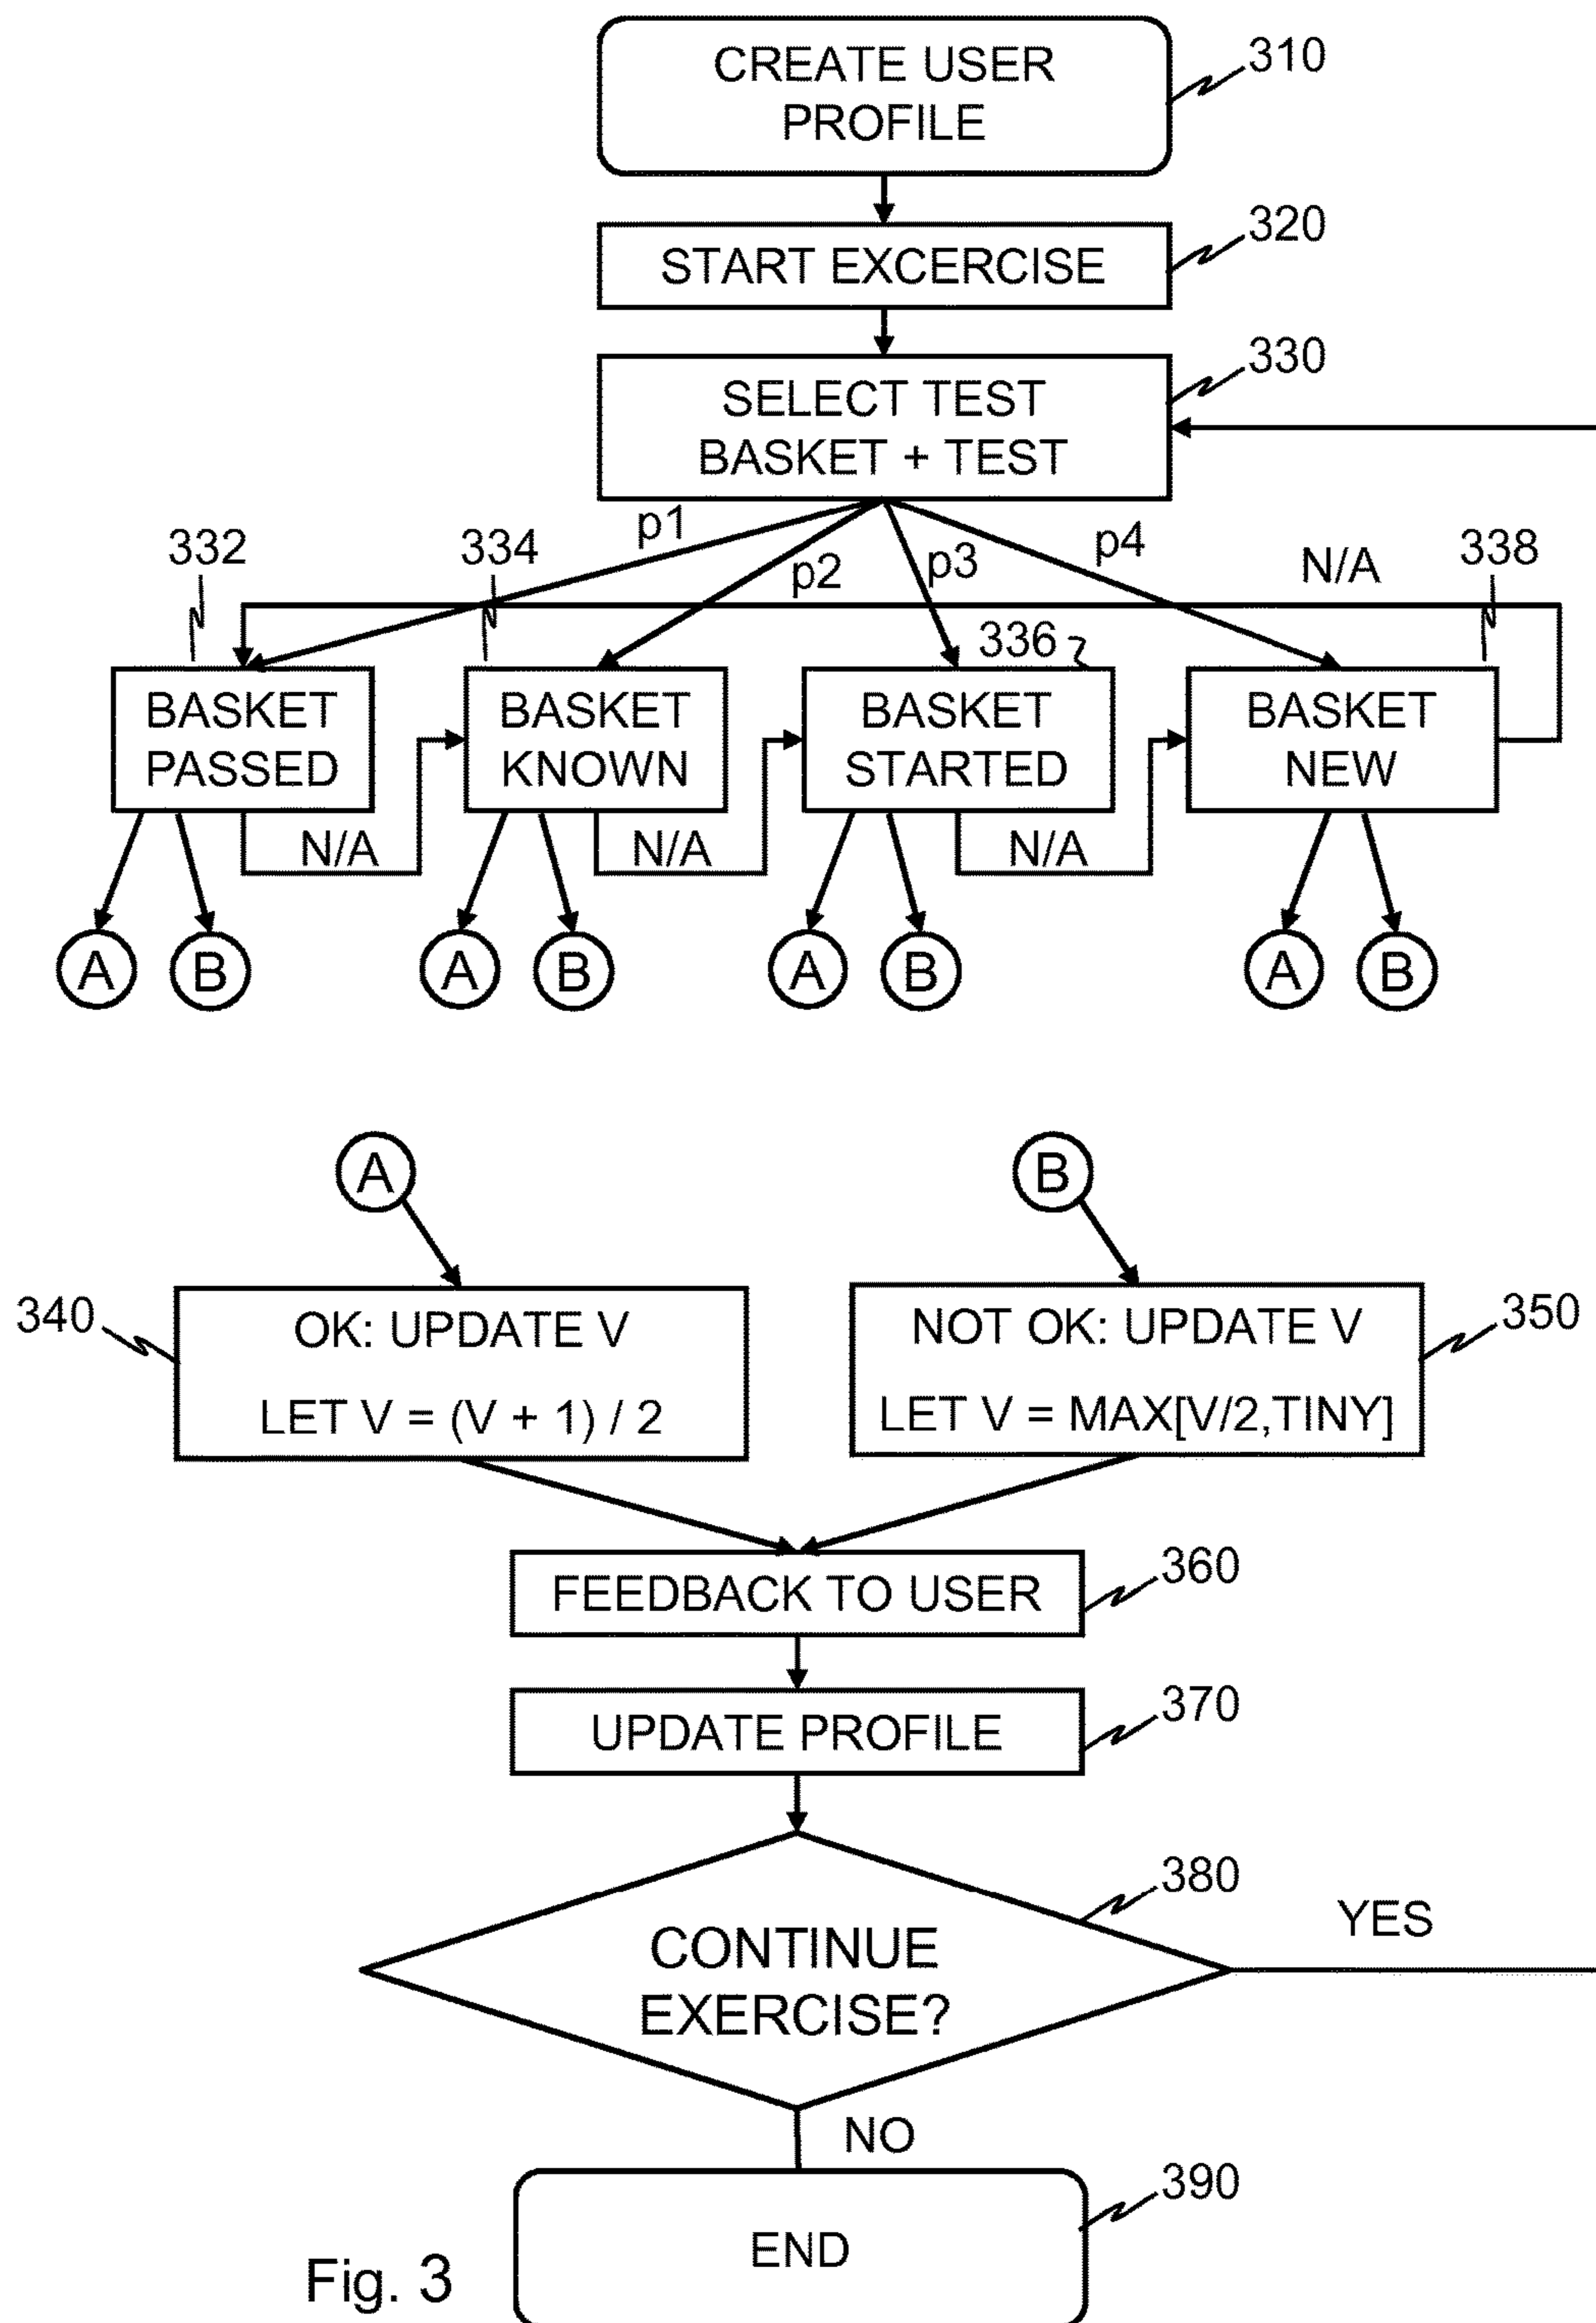 CREATE USER
PROFILE
310
START EXCERCISE
320
SELECT TEST
BASKET + TEST
330
p1
p2
p3
p4
N/A
332
334
336
338
BASKET
PASSED
BASKET
KNOWN
BASKET
STARTED
BASKET
NEW
N/A
N/A
N/A
A
B
A
B
A
B
A
B
A
B
340
OK: UPDATE V
LET V = (V + 1) / 2
NOT OK: UPDATE V
LET V = MAX[V/2,TINY]
350
FEEDBACK TO USER
360
UPDATE PROFILE
370
CONTINUE
EXERCISE?
380
YES
NO
END
390
Fig. 3